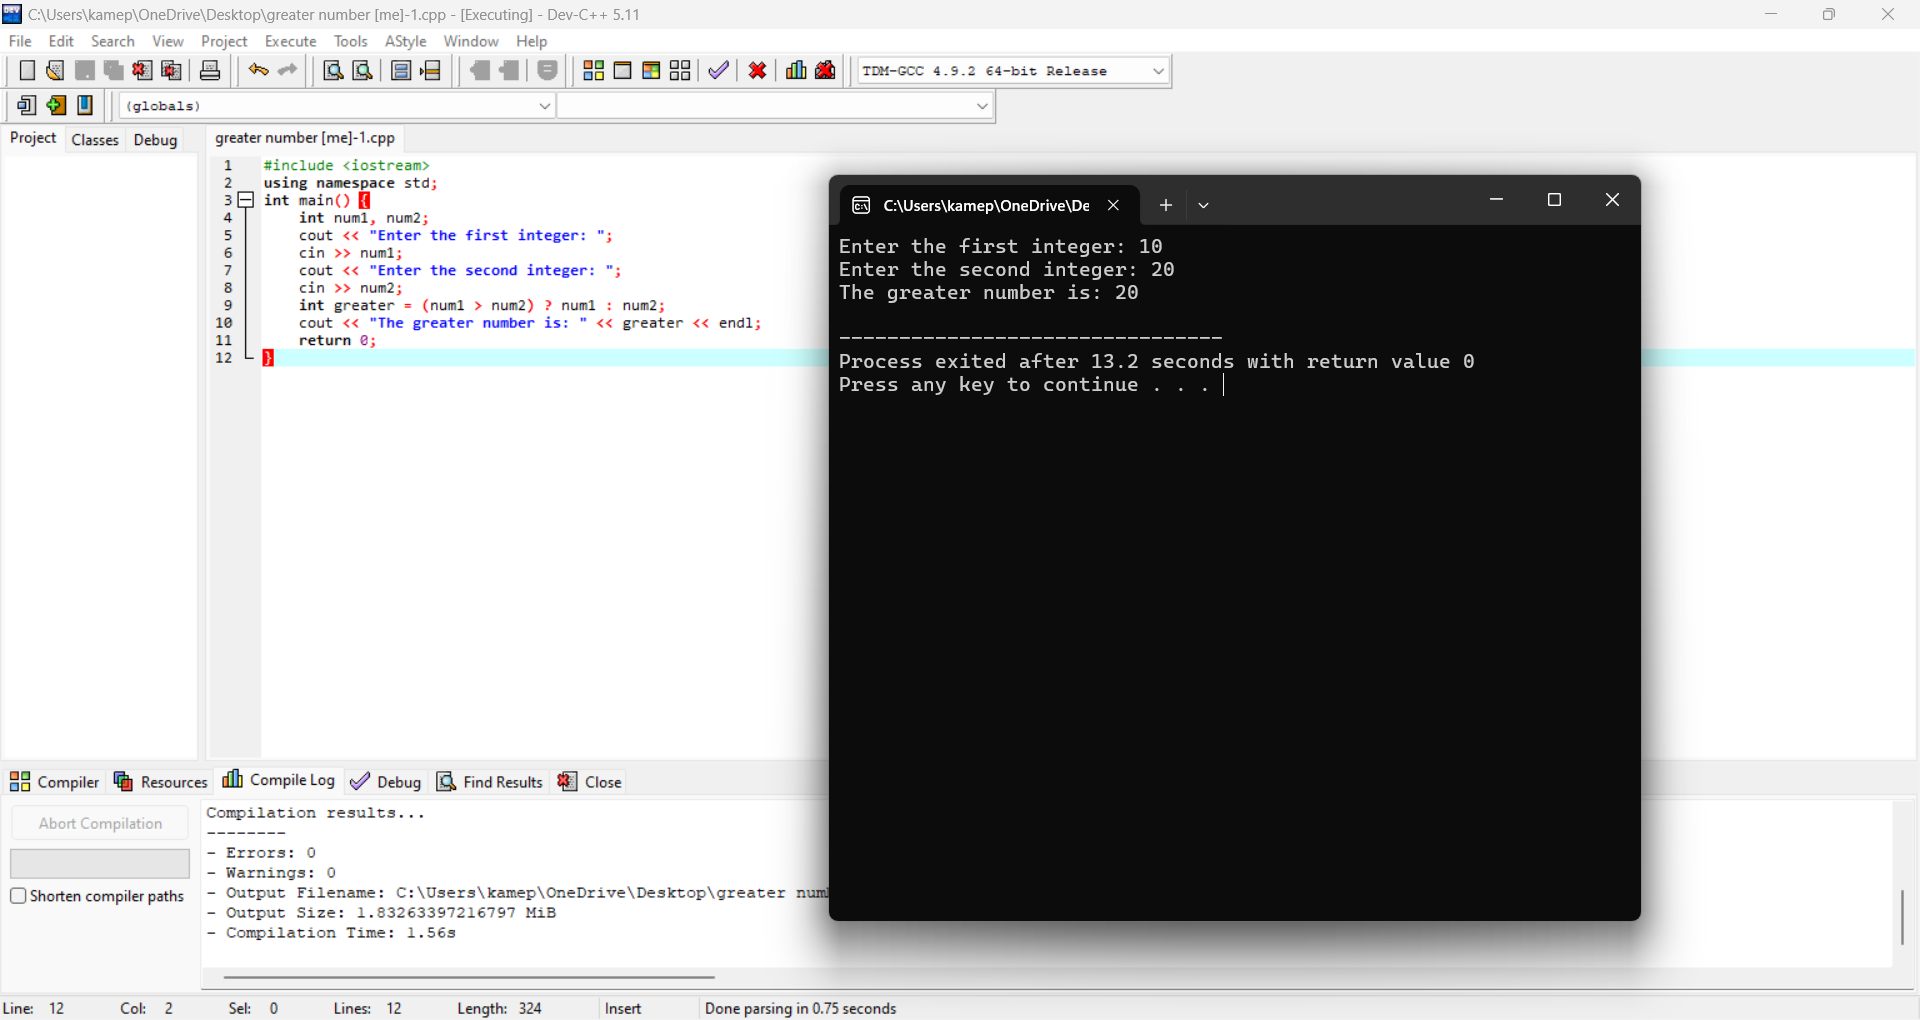 C:\Users\kamep\OneDrive\Desktop\greater number [me]-1.cpp - [Executing] - Dev-C++ 5.11
File Edit Search View Project Execute Tools AStyle Window Help
TDM-GCC 4.9.2 64-bit Release
(globals)
Project Classes Debug
greater number [me]-1.cpp
1 #include <iostream>
2 using namespace std;
3 int main() {
4 int num1, num2;
5 cout << "Enter the first integer: ";
6 cin >> num1;
7 cout << "Enter the second integer: ";
8 cin >> num2;
9 int greater = (num1 > num2) ? num1 : num2;
10 cout << "The greater number is: " << greater << endl;
11 return 0;
12 }
C:\Users\kamep\OneDrive\De
Enter the first integer: 10
Enter the second integer: 20
The greater number is: 20
--------------------------------
Process exited after 13.2 seconds with return value 0
Press any key to continue . . .
Compiler Resources Compile Log Debug Find Results Close
Abort Compilation
Shorten compiler paths
Compilation results...
--------
- Errors: 0
- Warnings: 0
- Output Filename: C:\Users\kamep\OneDrive\Desktop\greater num
- Output Size: 1.83263397216797 MiB
- Compilation Time: 1.56s
Line: 12 Col: 2 Sel: 0 Lines: 12 Length: 324 Insert Done parsing in 0.75 seconds